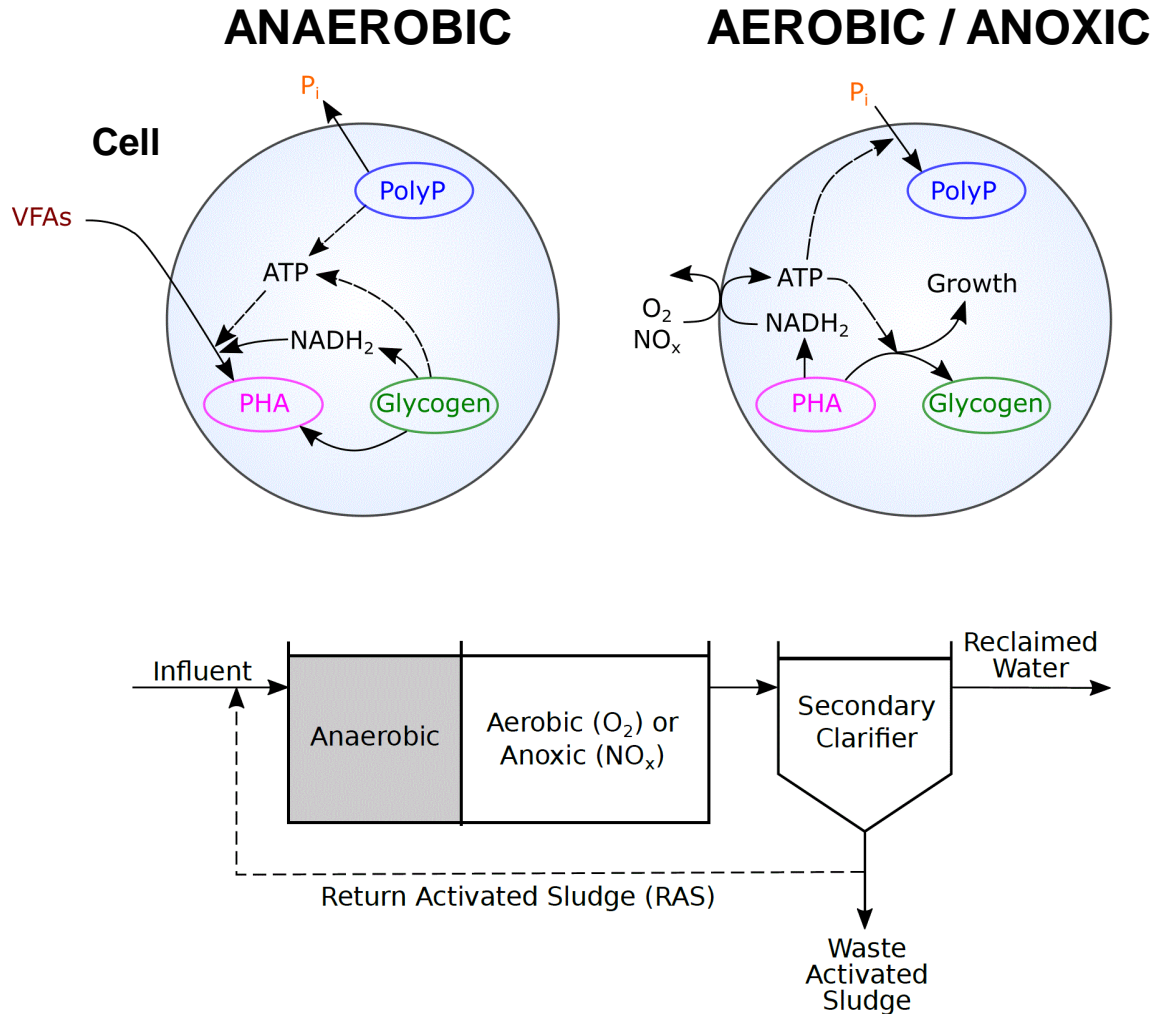 ANAEROBIC
Pi
Cell
PolyP
VFAs
ATP
NADH2
PHA
Glycogen
AEROBIC / ANOXIC
Pi
PolyP
ATP
Growth
O2
NOx
NADH2
PHA
Glycogen
Influent
Anaerobic
Aerobic (O2) or
Anoxic (NOx)
Secondary
Clarifier
Reclaimed
Water
Return Activated Sludge (RAS)
Waste
Activated
Sludge